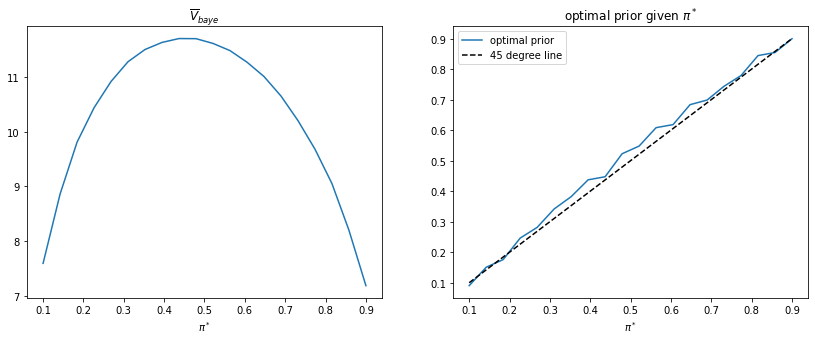 V̅_baye
11
10
9
8
7
0.1 0.2 0.3 0.4 0.5 0.6 0.7 0.8 0.9
π*
optimal prior given π*
optimal prior
45 degree line
0.9
0.8
0.7
0.6
0.5
0.4
0.3
0.2
0.1
0.1 0.2 0.3 0.4 0.5 0.6 0.7 0.8 0.9
π*